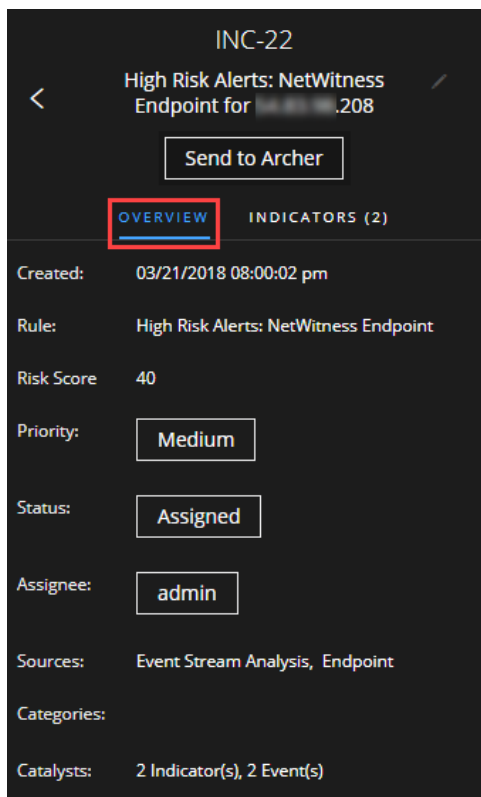 INC-22
High Risk Alerts: NetWitness
Endpoint for .208
Send to Archer
OVERVIEW INDICATORS (2)
Created: 03/21/2018 08:00:02 pm
Rule: High Risk Alerts: NetWitness Endpoint
Risk Score 40
Priority: Medium
Status: Assigned
Assignee: admin
Sources: Event Stream Analysis, Endpoint
Categories:
Catalysts: 2 Indicator(s), 2 Event(s)